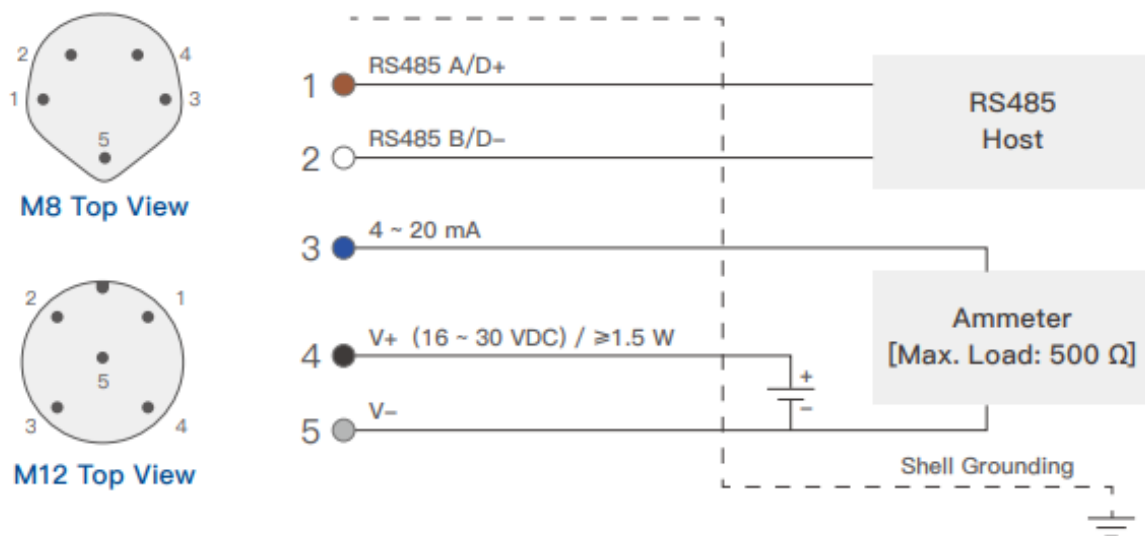 2
4
1
3
5
M8 Top View
2
1
5
3
4
M12 Top View
1
RS485 A/D+
2
RS485 B/D−
RS485
Host
3
4 ~ 20 mA
4
V+ (16 ~ 30 VDC) / ≥1.5 W
+
−
5
V−
Ammeter
[Max. Load: 500 Ω]
Shell Grounding